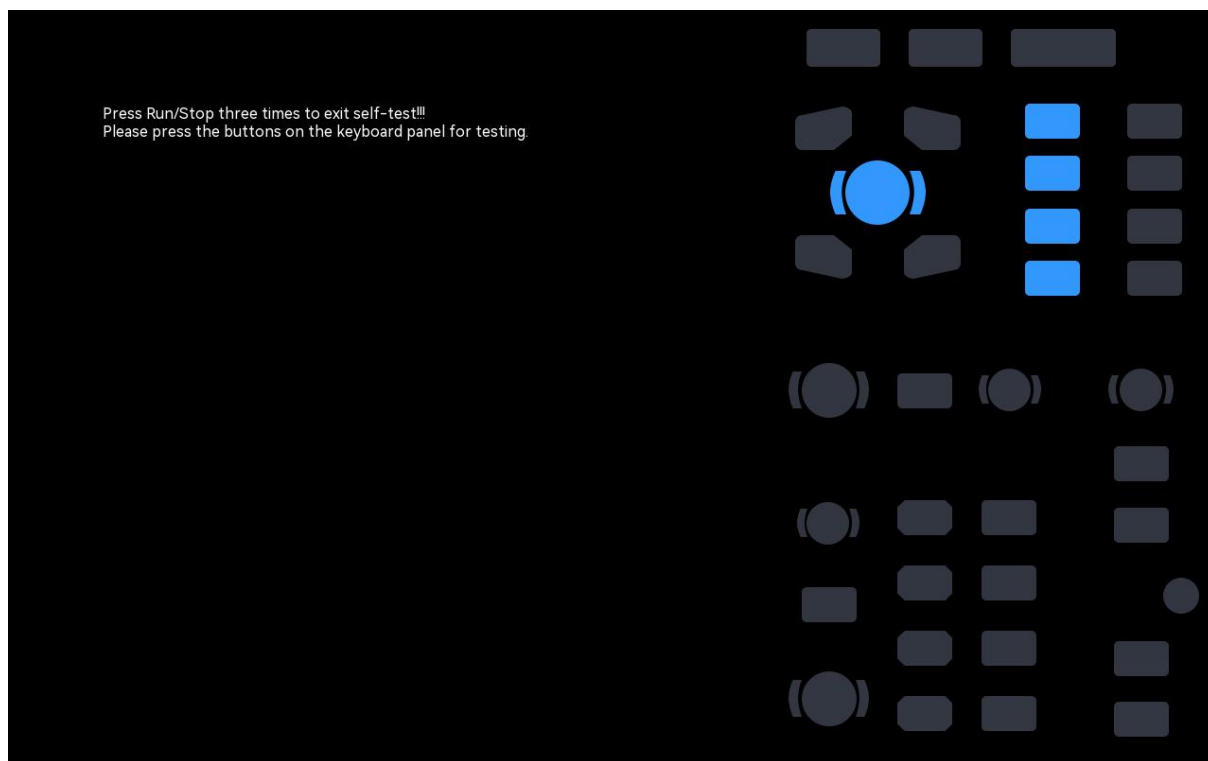 Press Run/Stop three times to exit self-test!!!
Please press the buttons on the keyboard panel for testing.